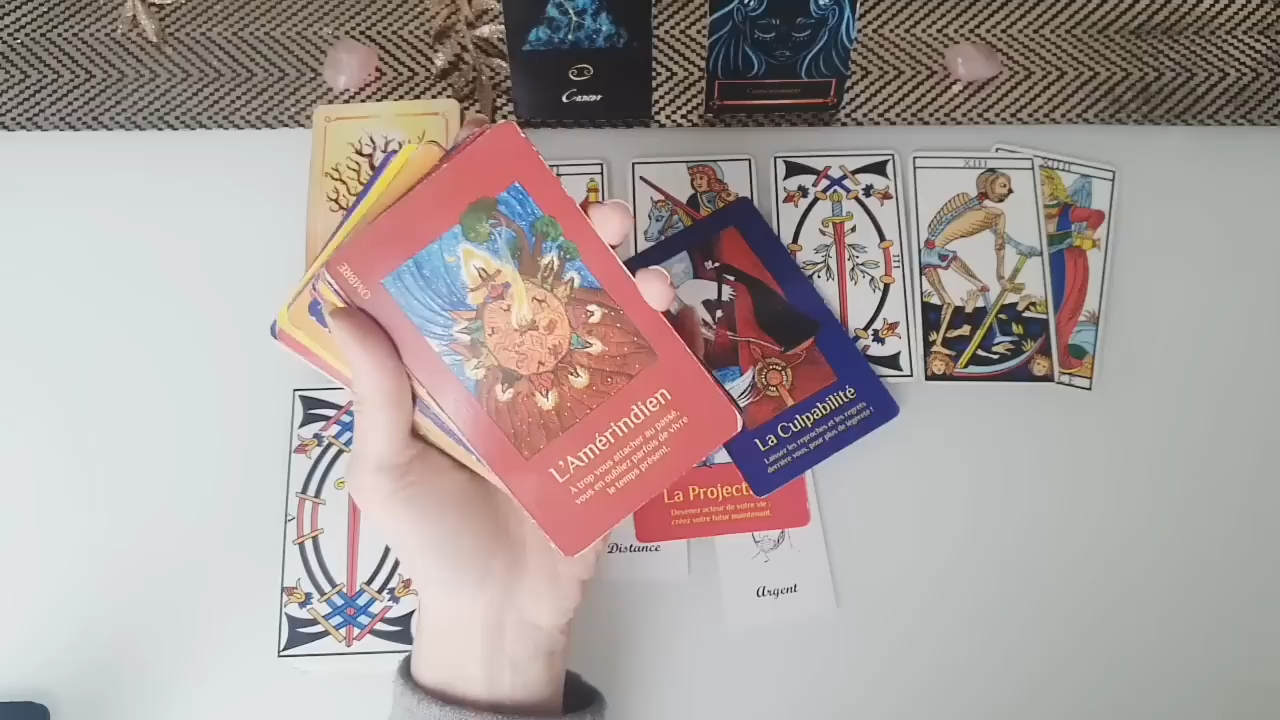 Cancer
XIII
OMBRE
L'Amérindien
À trop vous attacher au passé,
vous en oubliez parfois de vivre
le temps présent.
La Culpabilité
Laissez les reproches et les regrets
derrière vous, pour plus de légèreté !
La Project
Devenez acteur de votre vie :
créez votre futur maintenant.
Distance
Argent